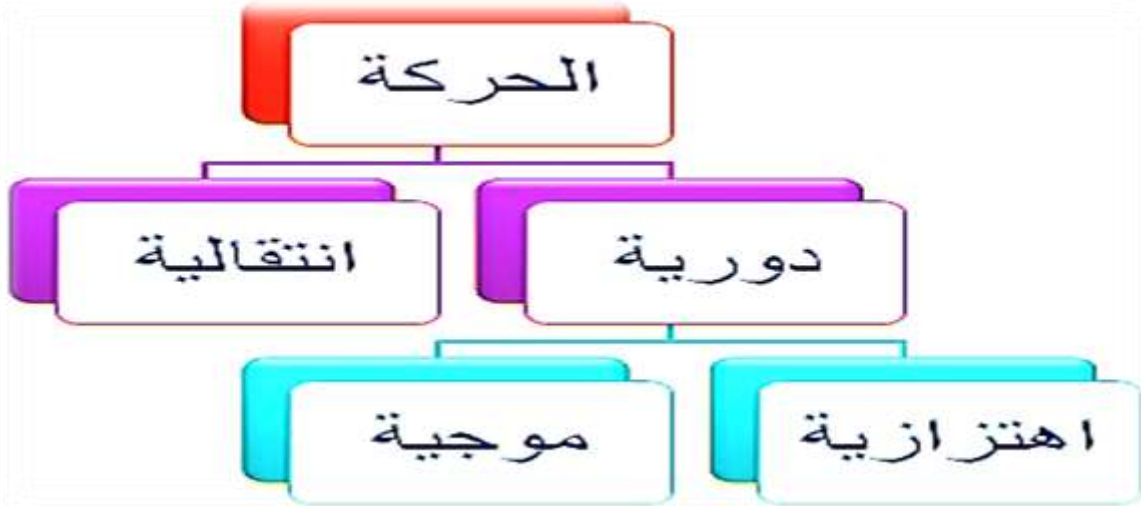 الحركة
دورية
انتقالية
اهتزازية
موجية